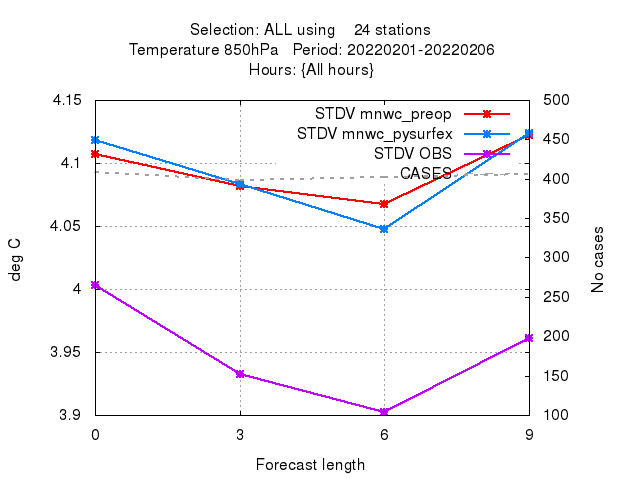 Selection: ALL using    24 stations
Temperature 850hPa   Period: 20220201-20220206
Hours: {All hours}
4.15
4.1
4.05
4
3.95
3.9
deg C
STDV mnwc_preop
STDV mnwc_pysurfex
STDV OBS
CASES
500
450
400
350
300
250
200
150
100
No cases
0 3 6 9
Forecast length